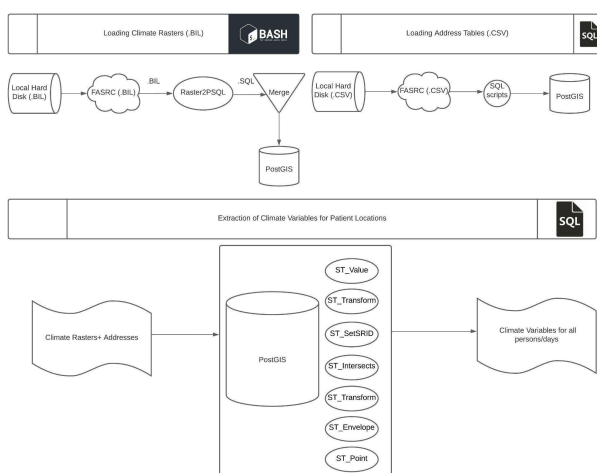 Loading Climate Rasters (.BIL)
BASH
Loading Address Tables (.CSV)
SQL
Local Hard
Disk (.BIL)
FASRC (.BIL)
.BIL
Raster2PSQL
.SQL
Merge
PostGIS
Local Hard
Disk (.CSV)
FASRC (.CSV)
SQL
scripts
PostGIS
Extraction of Climate Variables for Patient Locations
SQL
Climate Rasters+ Addresses
PostGIS
ST_Value
ST_Transform
ST_SetSRID
ST_Intersects
ST_Transform
ST_Envelope
ST_Point
Climate Variables for all
persons/days